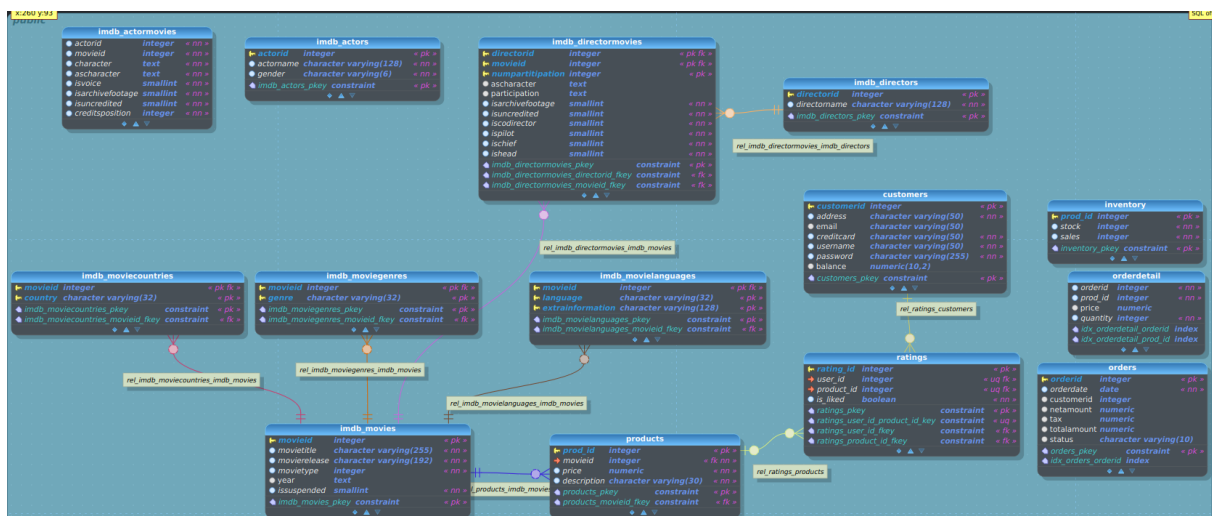 x:260 y:93
SQL of
public
imdb_actormovies
actorid integer « nn »
movieid integer « nn »
character text « nn »
ascharacter text « nn »
isvoice smallint « nn »
isarchivefootage smallint « nn »
isuncredited smallint « nn »
creditsposition integer « nn »
imdb_actors
actorid integer « pk »
actorname character varying(128) « nn »
gender character varying(6) « nn »
imdb_actors_pkey constraint « pk »
imdb_directormovies
directorid integer « pk fk »
movieid integer « pk fk »
numpartitipation integer « pk »
ascharacter text
participation text
isarchivefootage smallint « nn »
isuncredited smallint « nn »
iscodirector smallint « nn »
ispilot smallint « nn »
ischief smallint « nn »
ishead smallint « nn »
imdb_directormovies_pkey constraint « pk »
imdb_directormovies_directorid_fkey constraint « fk »
imdb_directormovies_movieid_fkey constraint « fk »
imdb_directors
directorid integer « pk »
directorname character varying(128) « nn »
imdb_directors_pkey constraint « pk »
rel_imdb_directormovies_imdb_directors
customers
customerid integer « pk »
address character varying(50) « nn »
email character varying(50)
creditcard character varying(50) « nn »
username character varying(50) « nn »
password character varying(255) « nn »
balance numeric(10,2)
customers_pkey constraint « pk »
inventory
prod_id integer « pk »
stock integer « nn »
sales integer « nn »
inventory_pkey constraint « pk »
rel_imdb_directormovies_imdb_movies
imdb_moviecountries
movieid integer « pk fk »
country character varying(32) « pk »
imdb_moviecountries_pkey constraint « pk »
imdb_moviecountries_movieid_fkey constraint « fk »
imdb_moviegenres
movieid integer « pk fk »
genre character varying(32) « pk »
imdb_moviegenres_pkey constraint « pk »
imdb_moviegenres_movieid_fkey constraint « fk »
imdb_movielanguages
movieid integer « pk fk »
language character varying(32) « pk »
extrainformation character varying(128) « pk »
imdb_movielanguages_pkey constraint « pk »
imdb_movielanguages_movieid_fkey constraint « fk »
orderdetail
orderid integer « nn »
prod_id integer « nn »
price numeric
quantity integer « nn »
idx_orderdetail_orderid index
idx_orderdetail_prod_id index
rel_ratings_customers
ratings
rating_id integer « pk »
user_id integer « uq fk »
product_id integer « uq fk »
is_liked boolean « nn »
ratings_pkey constraint « pk »
ratings_user_id_product_id_key constraint « uq »
ratings_user_id_fkey constraint « fk »
ratings_product_id_fkey constraint « fk »
orders
orderid integer « pk »
orderdate date « nn »
customerid integer
netamount numeric
tax numeric
totalamount numeric
status character varying(10)
orders_pkey constraint « pk »
idx_orders_orderid index
rel_imdb_moviecountries_imdb_movies
rel_imdb_moviegenres_imdb_movies
rel_imdb_movielanguages_imdb_movies
imdb_movies
movieid integer « pk »
movietitle character varying(255) « nn »
movierelease character varying(192) « nn »
movietype integer « nn »
year text
issuspended smallint « nn »
imdb_movies_pkey constraint « pk »
l_products_imdb_movies
products
prod_id integer « pk »
movieid integer « fk nn »
price numeric « nn »
description character varying(30) « nn »
products_pkey constraint « pk »
products_movieid_fkey constraint « fk »
rel_ratings_products